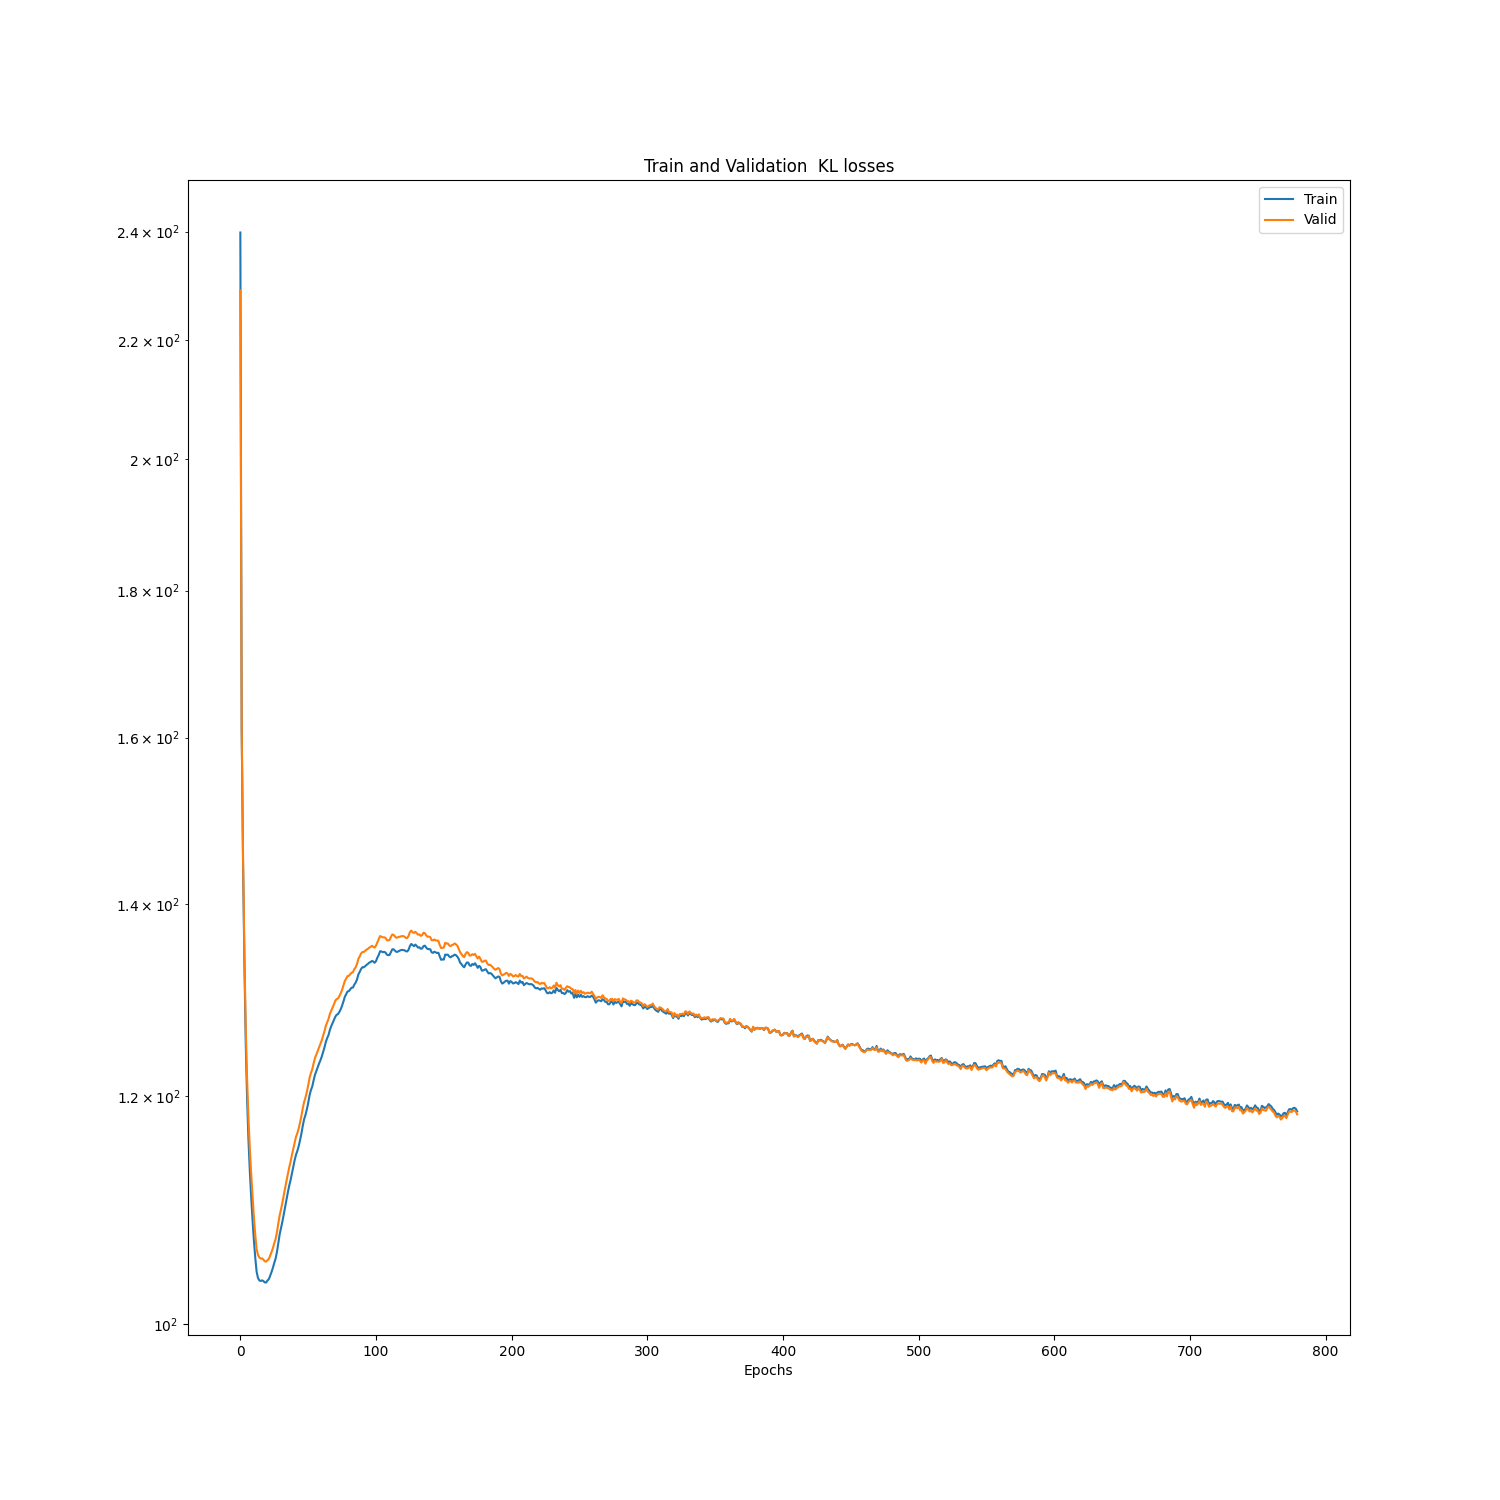 Train and Validation  KL losses
Train
Valid
2.4 × 10²
2.2 × 10²
2 × 10²
1.8 × 10²
1.6 × 10²
1.4 × 10²
1.2 × 10²
10²
0 100 200 300 400 500 600 700 800
Epochs